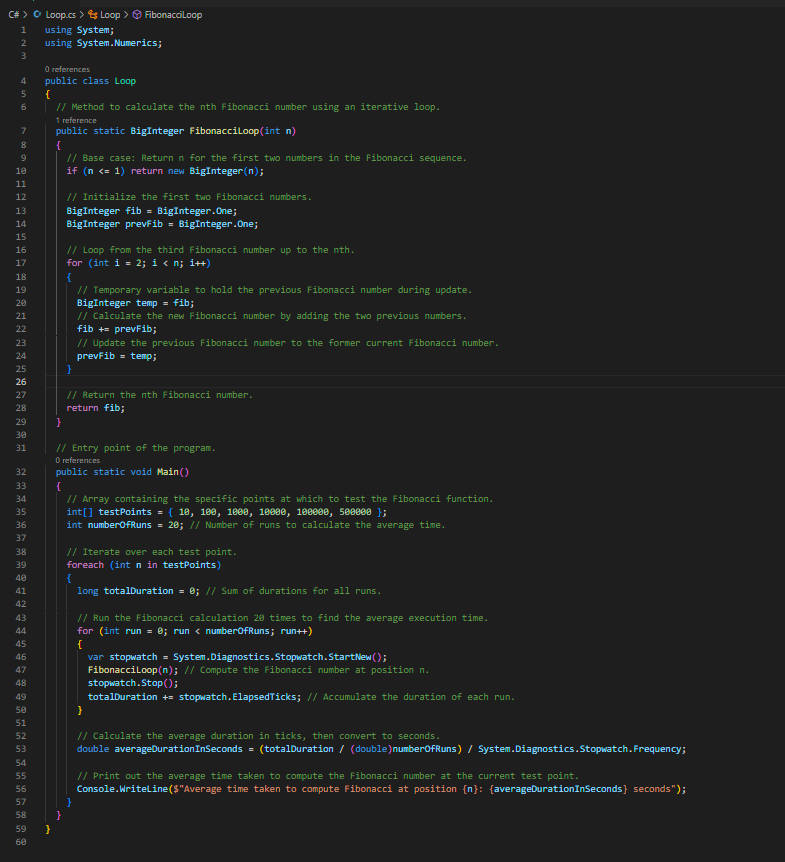 C# > Loop.cs > Loop > FibonacciLoop
1 using System;
2 using System.Numerics;
3
0 references
4 public class Loop
5 {
6 // Method to calculate the nth Fibonacci number using an iterative loop.
1 reference
7 public static BigInteger FibonacciLoop(int n)
8 {
9 // Base case: Return n for the first two numbers in the Fibonacci sequence.
10 if (n <= 1) return new BigInteger(n);
11
12 // Initialize the first two Fibonacci numbers.
13 BigInteger fib = BigInteger.One;
14 BigInteger prevFib = BigInteger.One;
15
16 // Loop from the third Fibonacci number up to the nth.
17 for (int i = 2; i < n; i++)
18 {
19 // Temporary variable to hold the previous Fibonacci number during update.
20 BigInteger temp = fib;
21 // Calculate the new Fibonacci number by adding the two previous numbers.
22 fib += prevFib;
23 // Update the previous Fibonacci number to the former current Fibonacci number.
24 prevFib = temp;
25 }
26
27 // Return the nth Fibonacci number.
28 return fib;
29 }
30
31 // Entry point of the program.
0 references
32 public static void Main()
33 {
34 // Array containing the specific points at which to test the Fibonacci function.
35 int[] testPoints = { 10, 100, 1000, 10000, 100000, 500000 };
36 int numberOfRuns = 20; // Number of runs to calculate the average time.
37
38 // Iterate over each test point.
39 foreach (int n in testPoints)
40 {
41 long totalDuration = 0; // Sum of durations for all runs.
42
43 // Run the Fibonacci calculation 20 times to find the average execution time.
44 for (int run = 0; run < numberOfRuns; run++)
45 {
46 var stopwatch = System.Diagnostics.Stopwatch.StartNew();
47 FibonacciLoop(n); // Compute the Fibonacci number at position n.
48 stopwatch.Stop();
49 totalDuration += stopwatch.ElapsedTicks; // Accumulate the duration of each run.
50 }
51
52 // Calculate the average duration in ticks, then convert to seconds.
53 double averageDurationInSeconds = (totalDuration / (double)numberOfRuns) / System.Diagnostics.Stopwatch.Frequency;
54
55 // Print out the average time taken to compute the Fibonacci number at the current test point.
56 Console.WriteLine($"Average time taken to compute Fibonacci at position {n}: {averageDurationInSeconds} seconds");
57 }
58 }
59 }
60